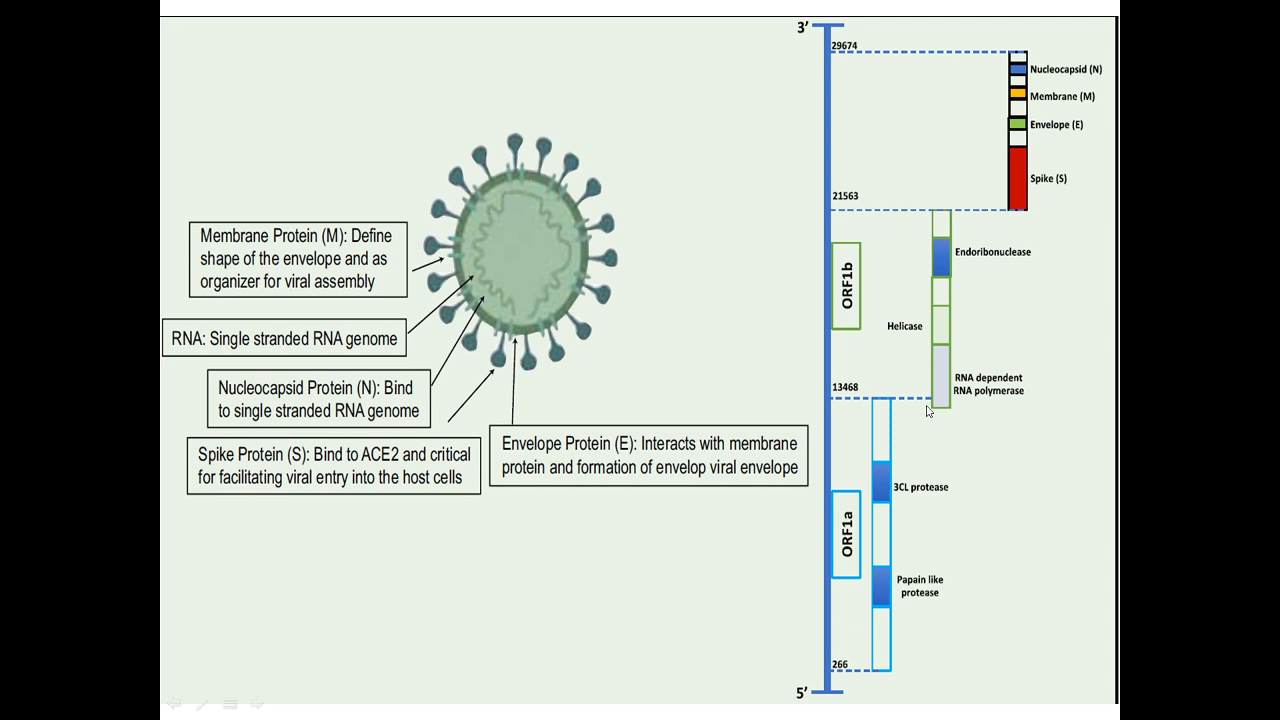 Membrane Protein (M): Define
shape of the envelope and as
organizer for viral assembly
RNA: Single stranded RNA genome
Nucleocapsid Protein (N): Bind
to single stranded RNA genome
Spike Protein (S): Bind to ACE2 and critical
for facilitating viral entry into the host cells
Envelope Protein (E): Interacts with membrane
protein and formation of envelop viral envelope
3’
29674
Nucleocapsid (N)
Membrane (M)
Envelope (E)
Spike (S)
21563
ORF1b
Endoribonuclease
Helicase
RNA dependent
RNA polymerase
13468
ORF1a
3CL protease
Papain like
protease
266
5’